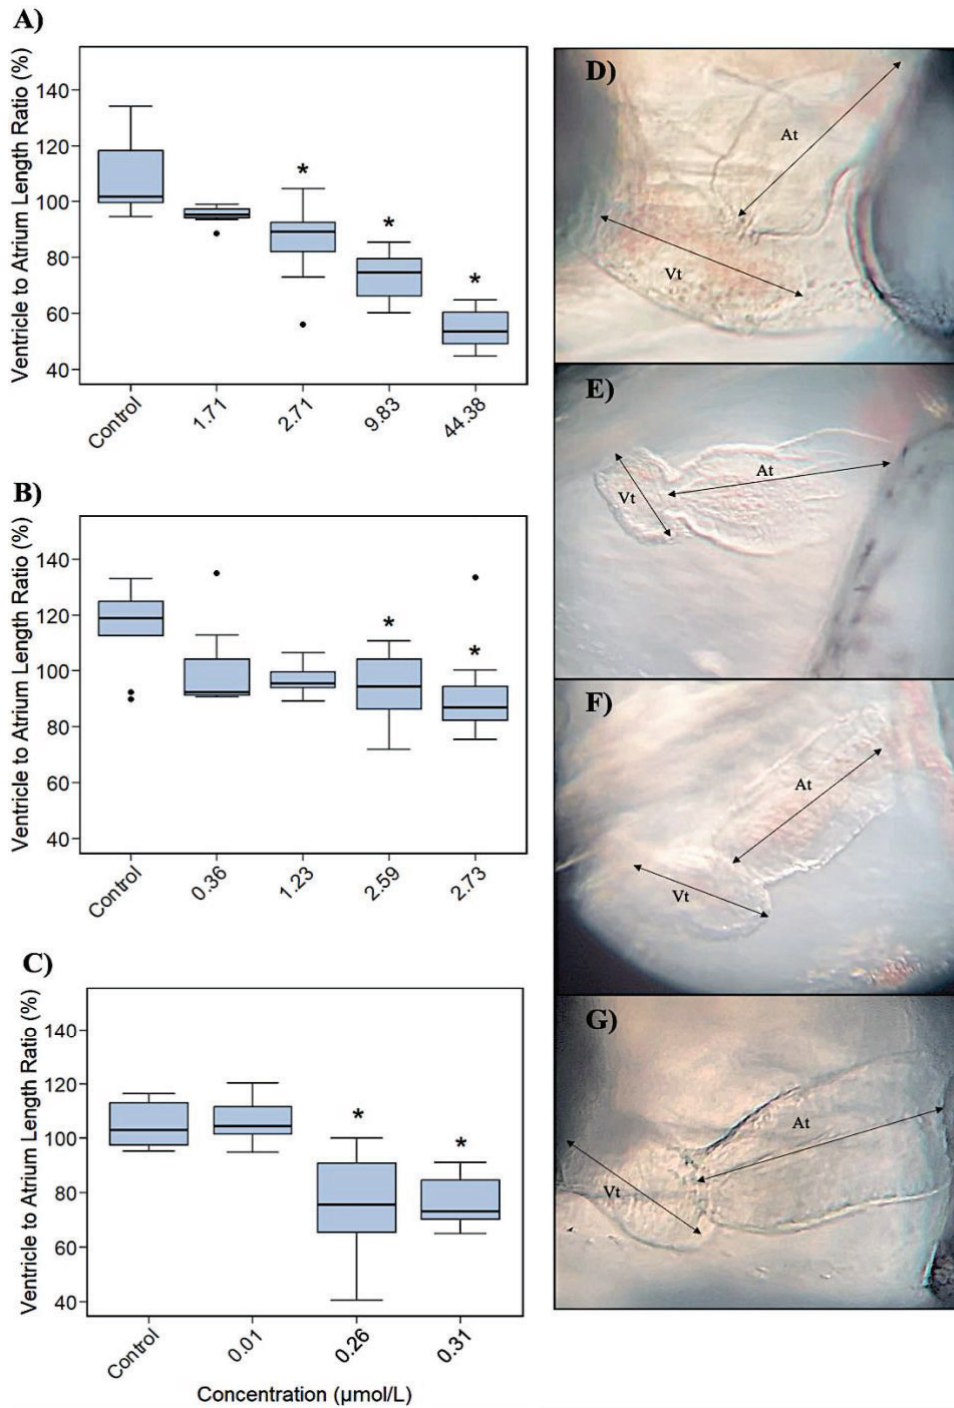 A)
Ventricle to Atrium Length Ratio (%)
140
120
100
80
60
40
*
*
*
Control
1.71
2.71
9.83
44.38
B)
Ventricle to Atrium Length Ratio (%)
140
120
100
80
60
40
*
*
Control
0.36
1.23
2.59
2.73
C)
Ventricle to Atrium Length Ratio (%)
140
120
100
80
60
40
*
*
Control
0.01
0.26
0.31
Concentration (µmol/L)
D)
At
Vt
E)
At
Vt
F)
At
Vt
G)
At
Vt